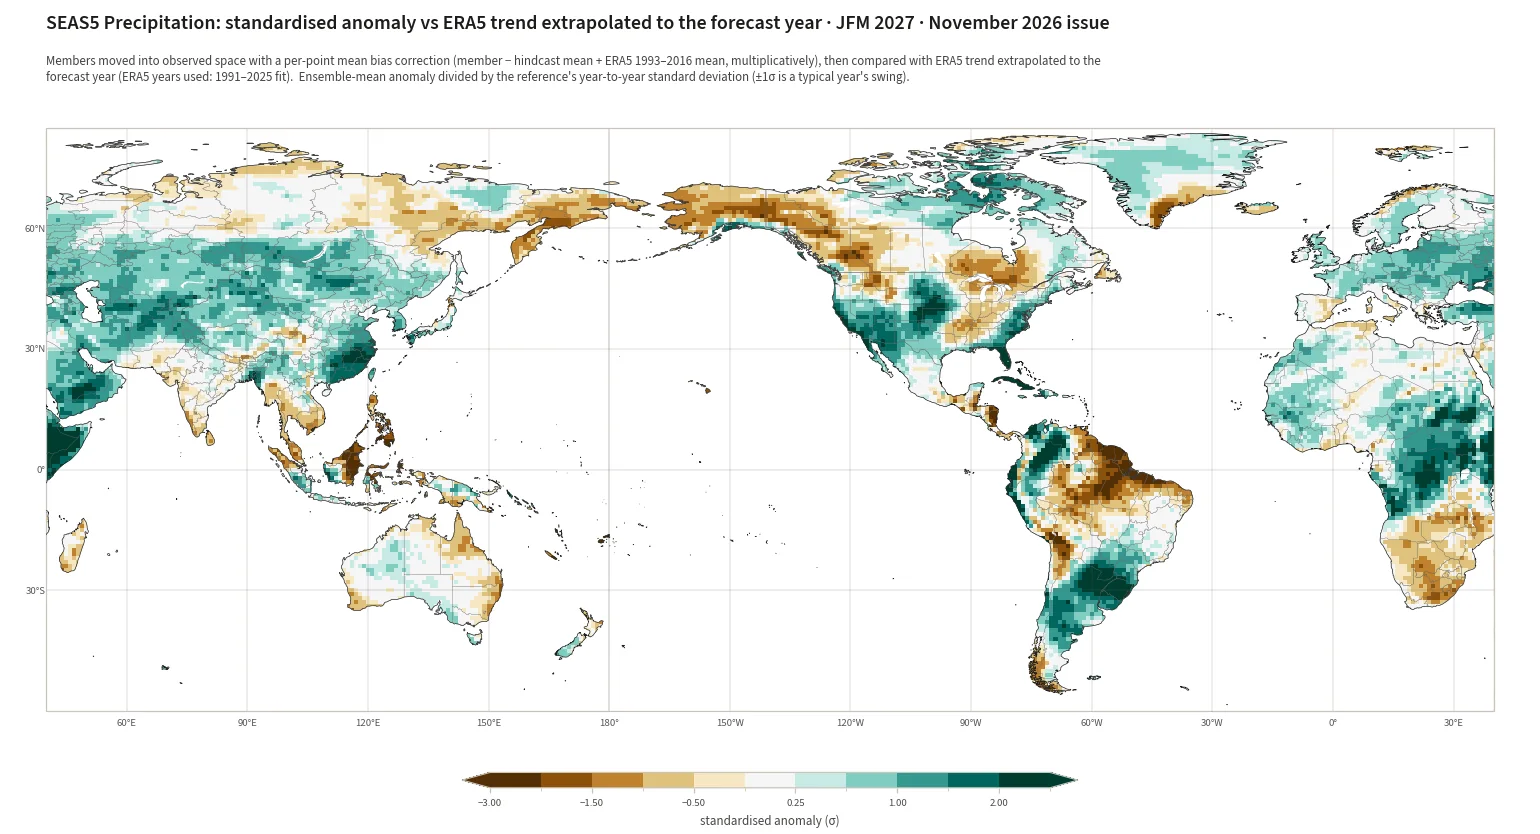 SEAS5 Precipitation: standardised anomaly vs ERA5 trend extrapolated to the forecast year · JFM 2027 · November 2026 issue
Members moved into observed space with a per-point mean bias correction (member − hindcast mean + ERA5 1993–2016 mean, multiplicatively), then compared with ERA5 trend extrapolated to the
forecast year (ERA5 years used: 1991–2025 fit). Ensemble-mean anomaly divided by the reference's year-to-year standard deviation (±1σ is a typical year's swing).
60°N
30°N
0°
30°S
60°E 90°E 120°E 150°E 180° 150°W 120°W 90°W 60°W 30°W 0° 30°E
−3.00 −1.50 −0.50 0.25 1.00 2.00
standardised anomaly (σ)